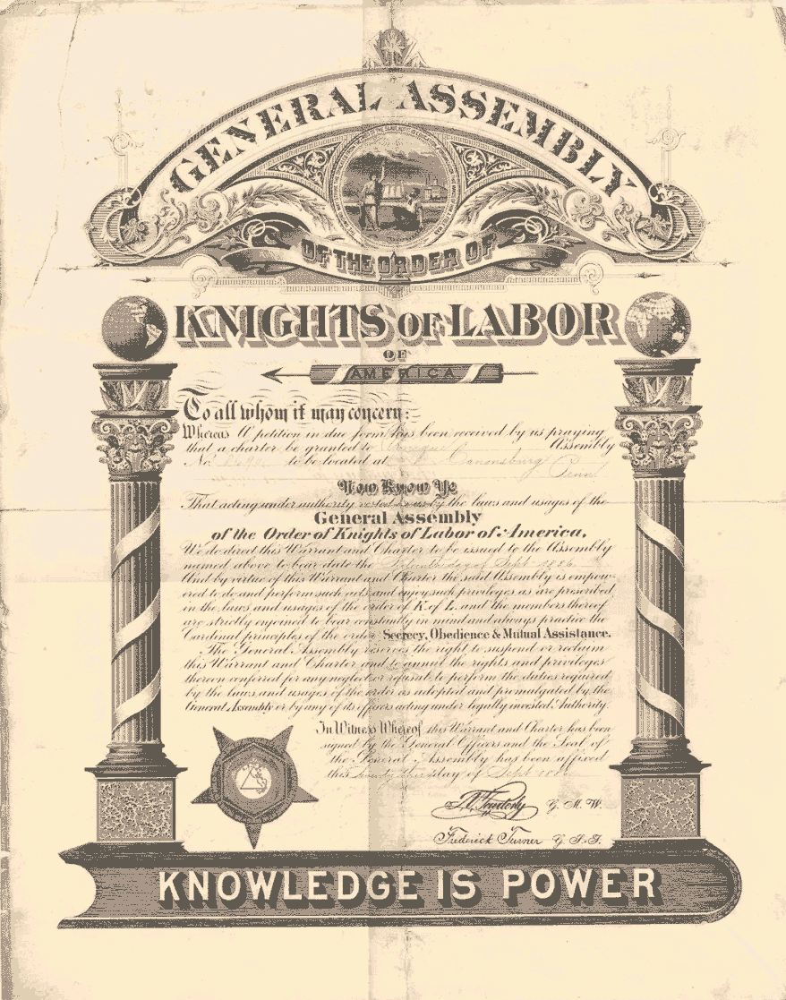 GENERAL ASSEMBLY
OF THE ORDER OF
KNIGHTS OF LABOR
OF
AMERICA
To all whom it may concern:
Whereas A petition in due form has been received by us praying
that a charter be granted to Assembly
No. to be located at Canonsburg Penn
Now Know Ye
That acting under authority vested in us by the laws and usages of the
General Assembly
of the Order of Knights of Labor of America,
We do direct this Warrant and Charter to be issued to the Assembly
named above to bear date the day of Sept 1886
And by virtue of this Warrant and Charter the said Assembly is empow-
ered to do and perform such acts and enjoy such privileges as are prescribed
in the laws and usages of the order of K. of L. and the members thereof
are strictly enjoined to bear constantly in mind and always practice the
Cardinal principles of the order Secrecy, Obedience & Mutual Assistance.
The General Assembly reserves the right to suspend or reclaim
this Warrant and Charter and to annul the rights and privileges
therein conferred for any neglect or refusal to perform the duties required
by the laws and usages of the order as adopted and promulgated by the
General Assembly or by any of its officers acting under legally invested Authority.
In Witness Whereof this Warrant and Charter has been
signed by the General Officers and the Seal of
the General Assembly has been affixed
this day of Sept
G. M. W.
Frederick Turner G. S. T.
KNOWLEDGE IS POWER